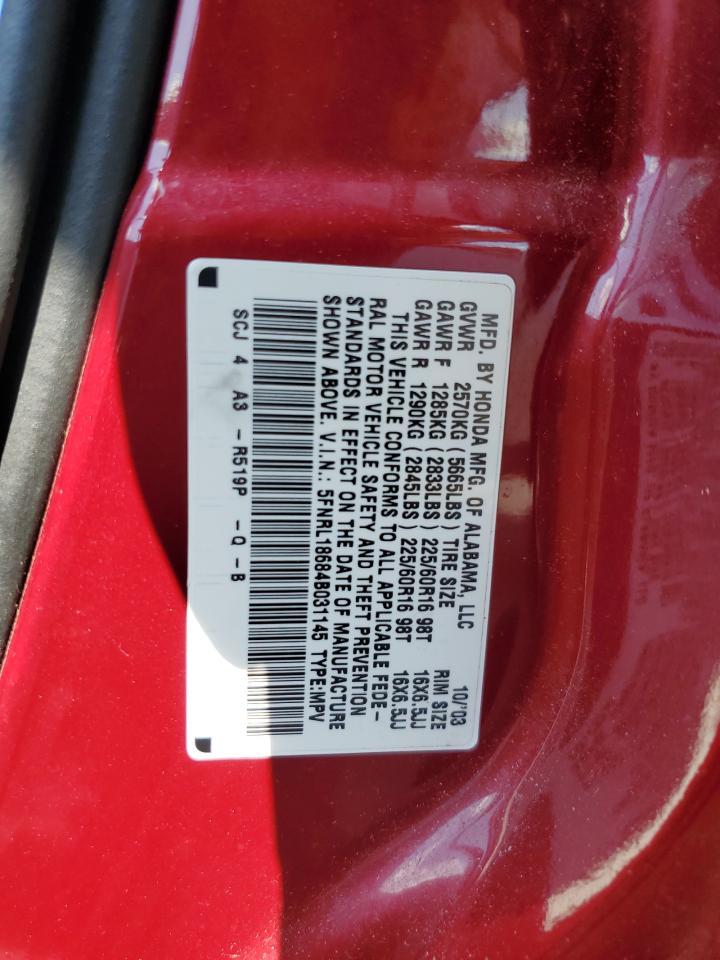 MFD. BY HONDA MFG. OF ALABAMA, LLC 10/'03
GVWR 2570KG (5665LBS) TIRE SIZE RIM SIZE
GAWR F 1285KG (2833LBS) 225/60R16 98T 16X6.5JJ
GAWR R 1290KG (2845LBS) 225/60R16 98T 16X6.5JJ
THIS VEHICLE CONFORMS TO ALL APPLICABLE FEDE-
RAL MOTOR VEHICLE SAFETY AND THEFT PREVENTION
STANDARDS IN EFFECT ON THE DATE OF MANUFACTURE
SHOWN ABOVE. V.I.N.: 5FNRL18684B031145 TYPE:MPV
SCJ 4 A3 -R519P -Q -B